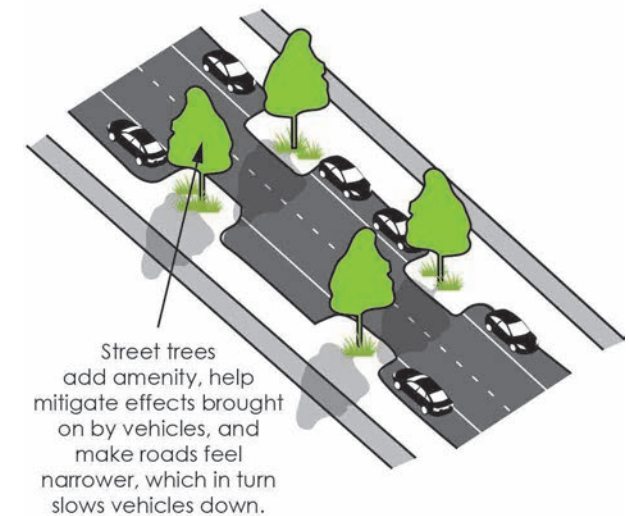 Street trees
add amenity, help
mitigate effects brought
on by vehicles, and
make roads feel
narrower, which in turn
slows vehicles down.